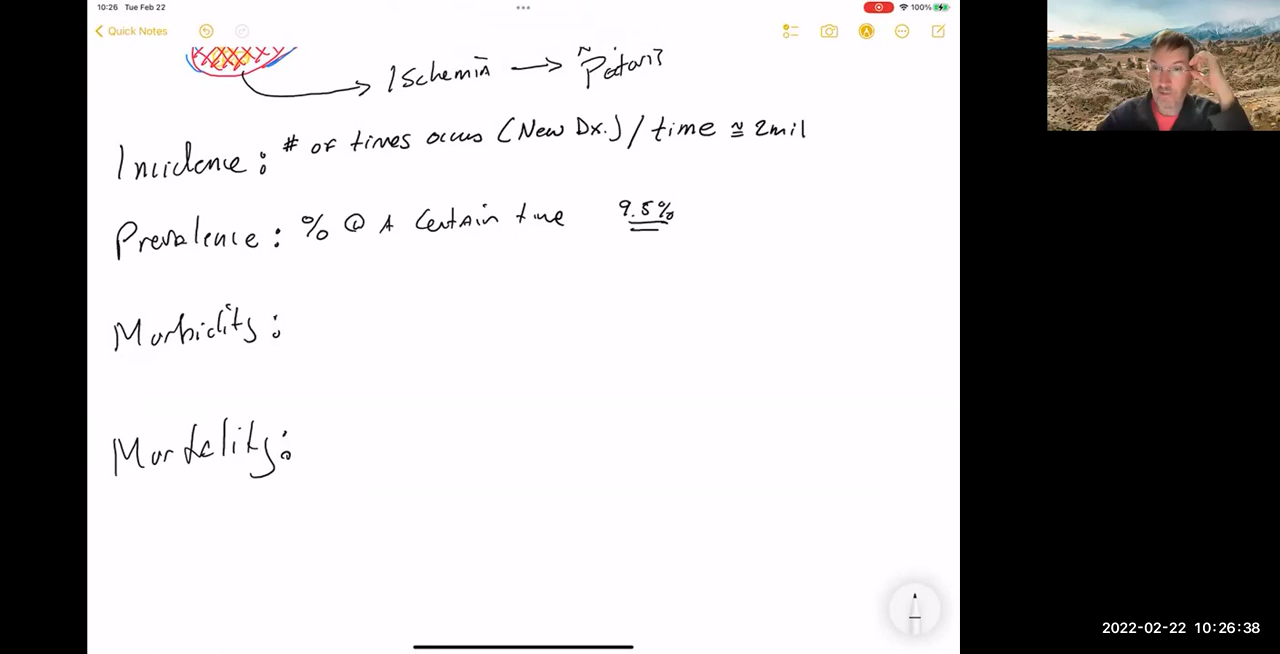 10:26 Tue Feb 22
100%
Quick Notes
Ischemia →
Incidence: # of times occurs (New Dx.) / time ≅ 2mil
Prevalence: % @ A Certain time 9.5%
Morbidity:
Mortality:
2022-02-22 10:26:38